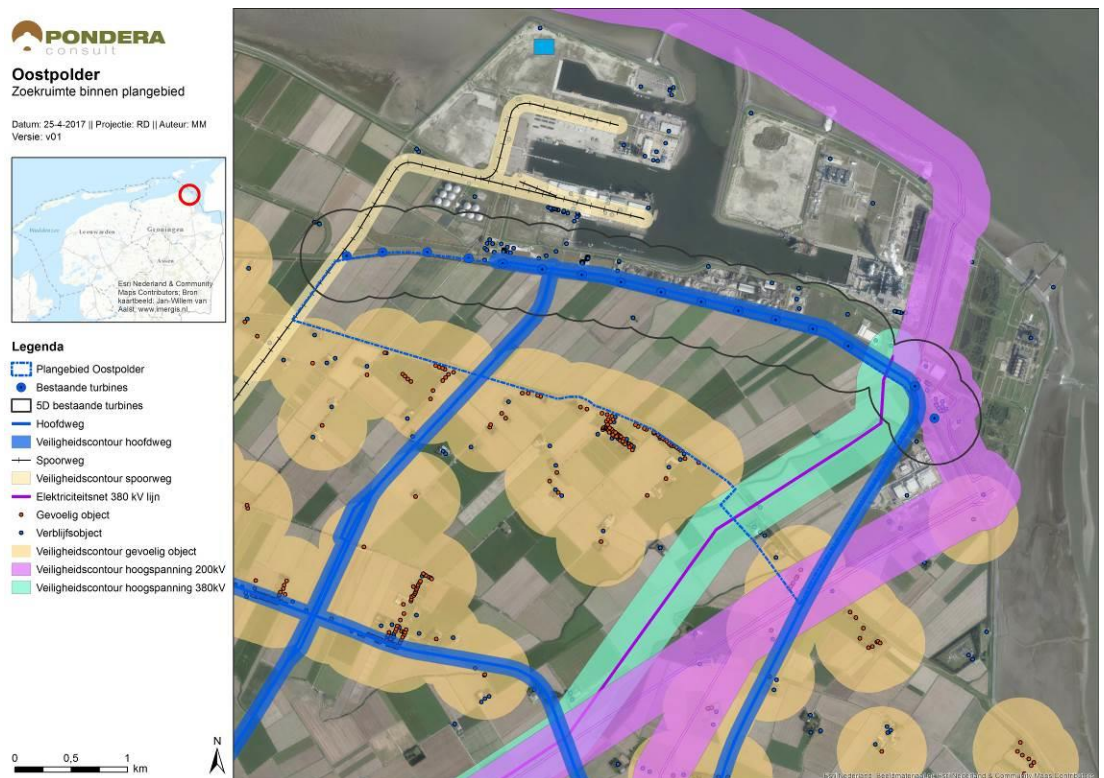 PONDERA
consult
Oostpolder
Zoekruimte binnen plangebied
Datum: 25-4-2017 || Projectie: RD || Auteur: MM
Versie: v01
Leeuwarden
Groningen
Assen
Esri Nederland & Community
Maps Contributors; Bron
kaartbeeld: Jan-Willem van
Aalst, www.imergis.nl,
Legenda
Plangebied Oostpolder
Bestaande turbines
5D bestaande turbines
Hoofdweg
Veiligheidscontour hoofdweg
Spoorweg
Veiligheidscontour spoorweg
Elektriciteitsnet 380 kV lijn
Gevoelig object
Verblijfsobject
Veiligheidscontour gevoelig object
Veiligheidscontour hoogspanning 200kV
Veiligheidscontour hoogspanning 380kV
0 0,5 1
km
N